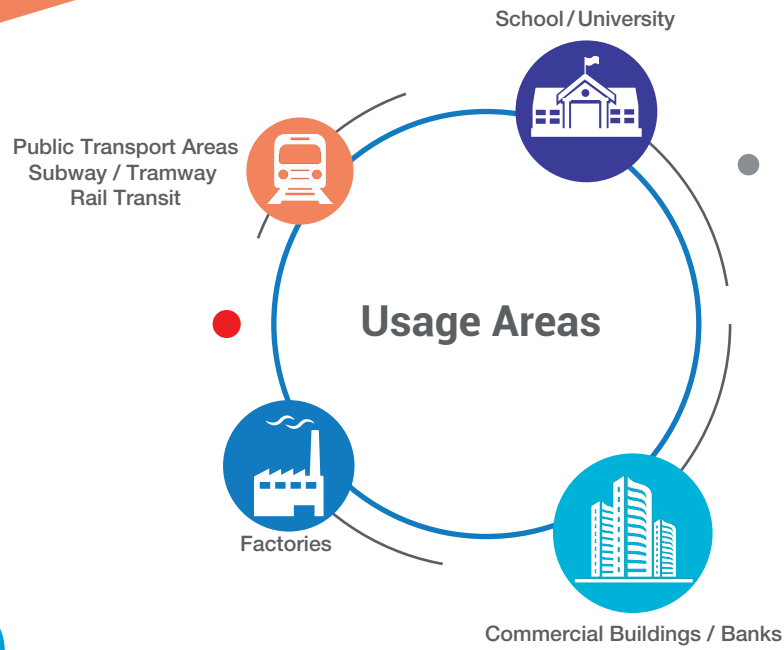 School / University
Public Transport Areas
Subway / Tramway
Rail Transit
Usage Areas
Factories
Commercial Buildings / Banks